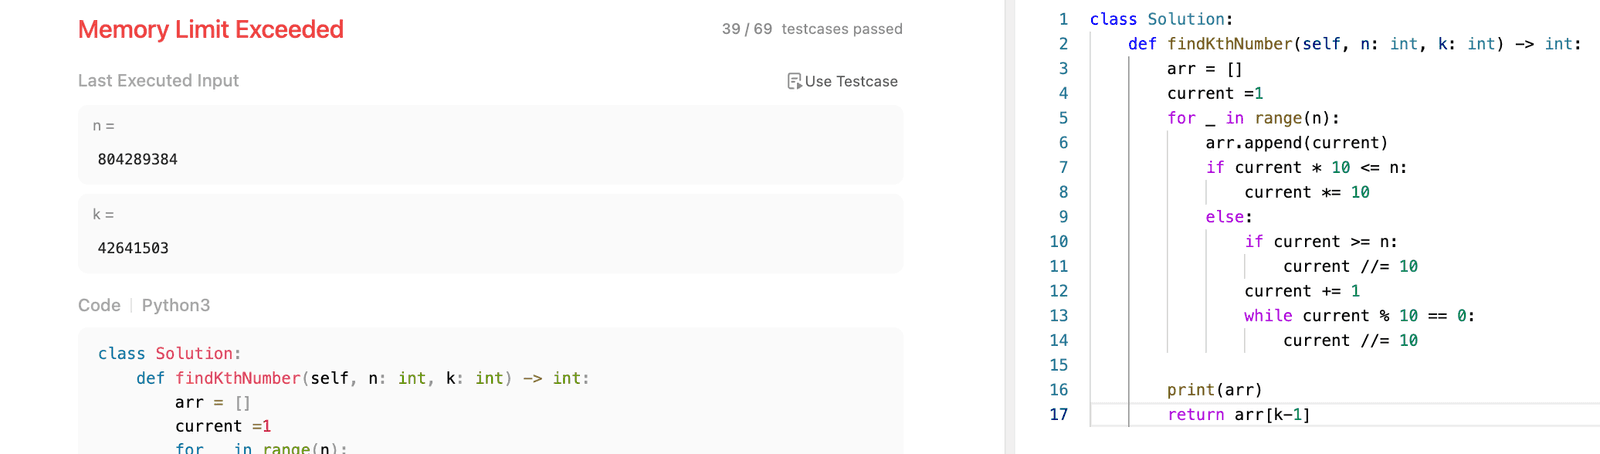 Memory Limit Exceeded
39 / 69 testcases passed
Last Executed Input
Use Testcase
n =
804289384
k =
42641503
Code | Python3
class Solution:
    def findKthNumber(self, n: int, k: int) -> int:
        arr = []
        current =1
        for _ in range(n):
1 class Solution:
2     def findKthNumber(self, n: int, k: int) -> int:
3         arr = []
4         current =1
5         for _ in range(n):
6             arr.append(current)
7             if current * 10 <= n:
8                 current *= 10
9             else:
10                 if current >= n:
11                     current //= 10
12                 current += 1
13                 while current % 10 == 0:
14                     current //= 10
15
16         print(arr)
17         return arr[k-1]